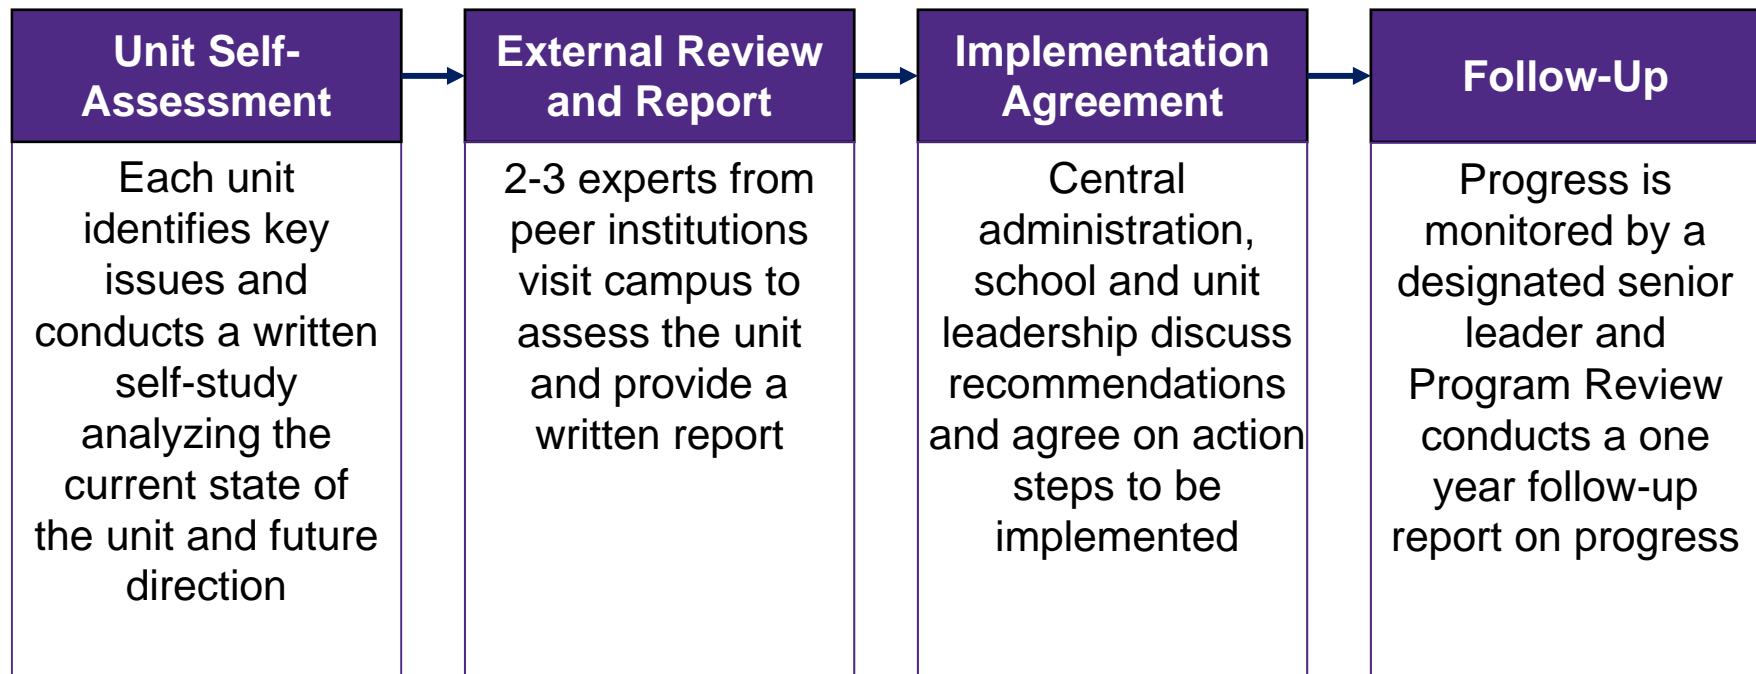 Unit Self-
Assessment
Each unit
identifies key
issues and
conducts a written
self-study
analyzing the
current state of
the unit and future
direction
External Review
and Report
2-3 experts from
peer institutions
visit campus to
assess the unit
and provide a
written report
Implementation
Agreement
Central
administration,
school and unit
leadership discuss
recommendations
and agree on action
steps to be
implemented
Follow-Up
Progress is
monitored by a
designated senior
leader and
Program Review
conducts a one
year follow-up
report on progress